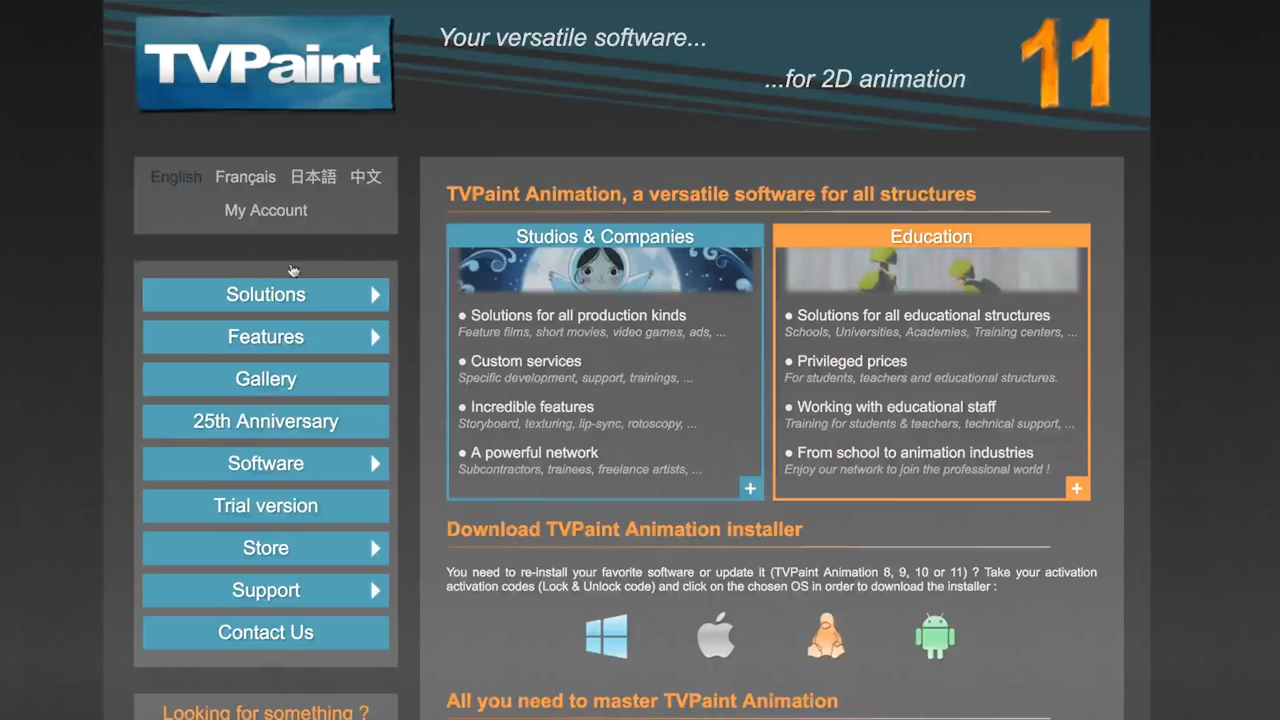 TVPaint
Your versatile software...
...for 2D animation
11
English Français 日本語 中文
My Account
Solutions
Features
Gallery
25th Anniversary
Software
Trial version
Store
Support
Contact Us
Looking for something ?
TVPaint Animation, a versatile software for all structures
Studios & Companies
● Solutions for all production kinds
Feature films, short movies, video games, ads, ...
● Custom services
Specific development, support, trainings, ...
● Incredible features
Storyboard, texturing, lip-sync, rotoscopy, ...
● A powerful network
Subcontractors, trainees, freelance artists, ...
+
Education
● Solutions for all educational structures
Schools, Universities, Academies, Training centers, ...
● Privileged prices
For students, teachers and educational structures.
● Working with educational staff
Training for students & teachers, technical support, ...
● From school to animation industries
Enjoy our network to join the professional world !
+
Download TVPaint Animation installer
You need to re-install your favorite software or update it (TVPaint Animation 8, 9, 10 or 11) ? Take your activation
activation codes (Lock & Unlock code) and click on the chosen OS in order to download the installer :
All you need to master TVPaint Animation